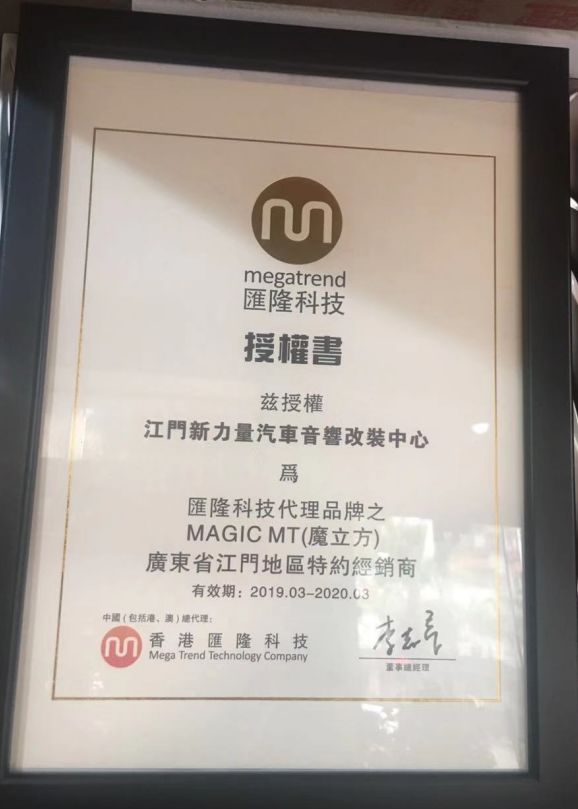 megatrend
匯隆科技
授權書
兹授權
江門新力量汽車音響改裝中心
爲
匯隆科技代理品牌之
MAGIC MT(魔立方)
廣東省江門地區特約經銷商
有效期：2019.03–2020.03
中國（包括港、澳）總代理：
香港匯隆科技
Mega Trend Technology Company
董事總經理